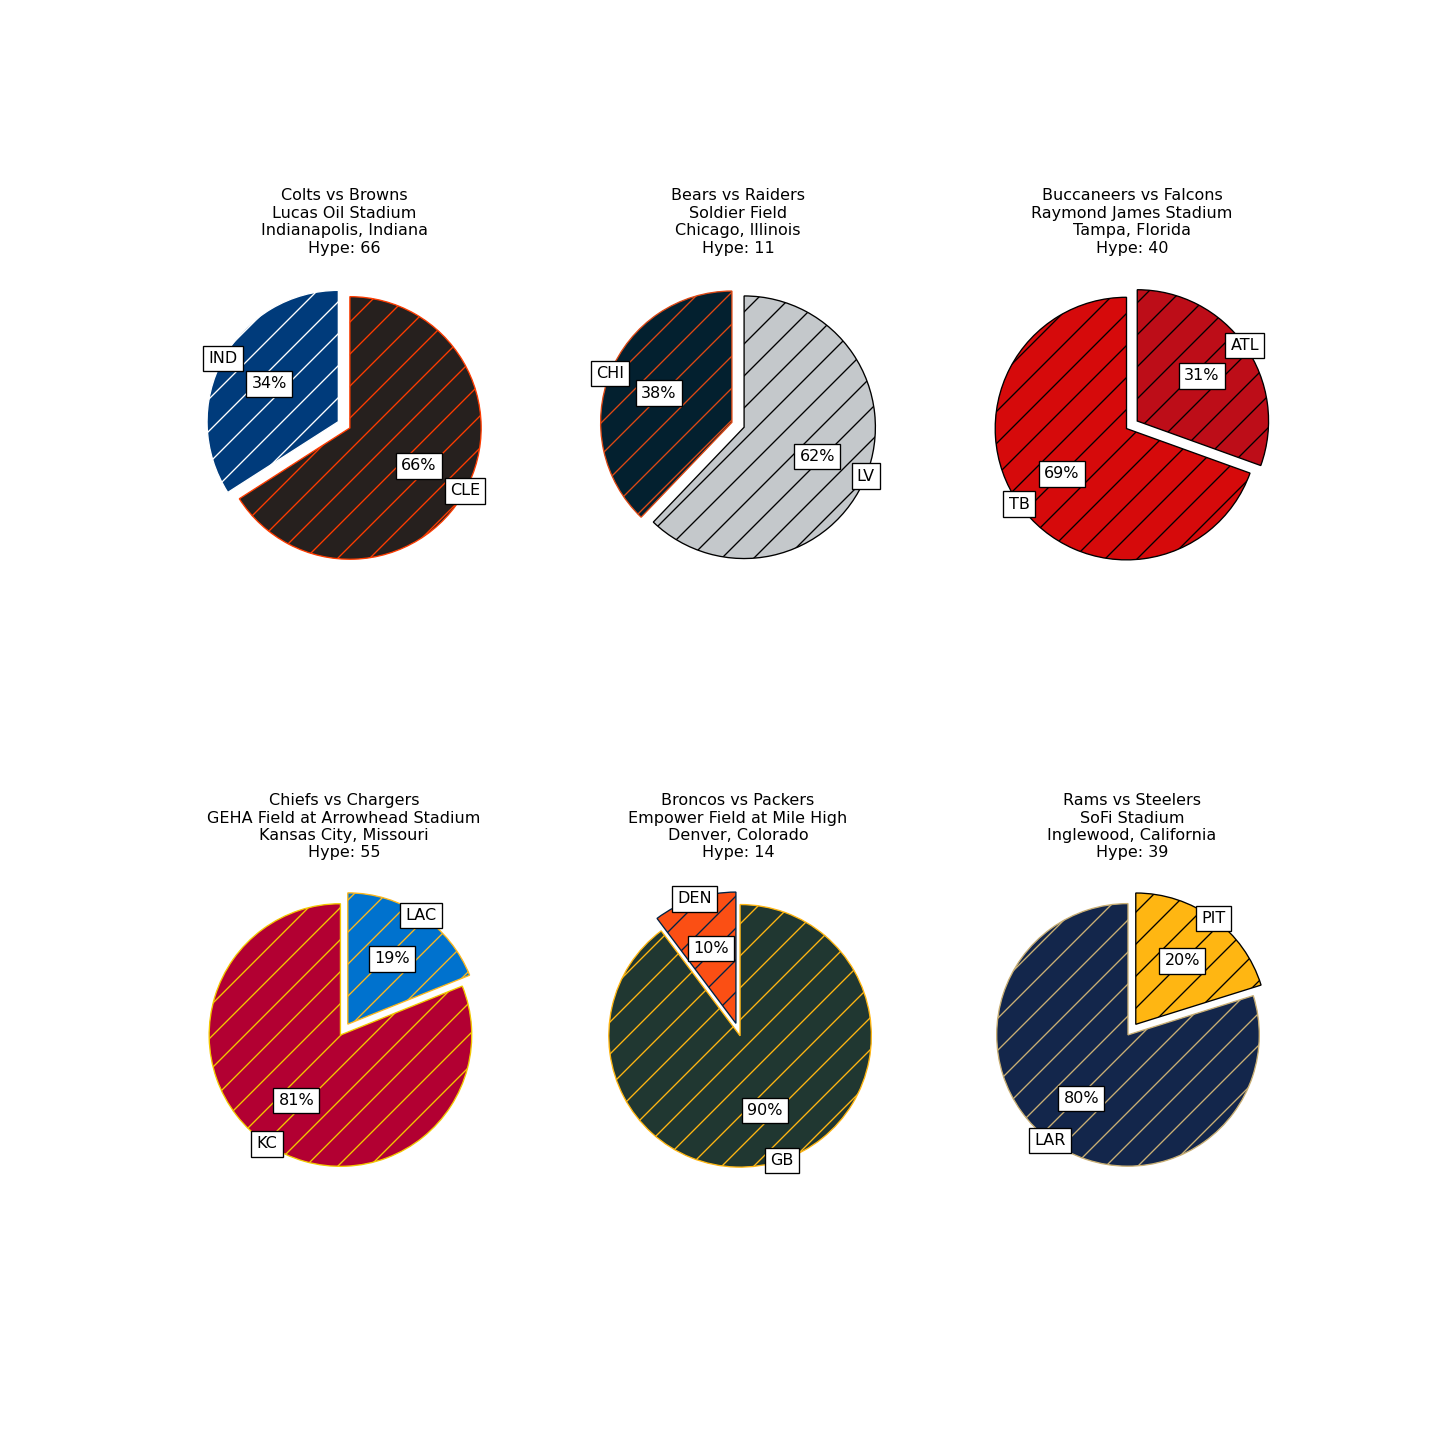 Colts vs Browns
Lucas Oil Stadium
Indianapolis, Indiana
Hype: 66
IND
34%
66%
CLE
Bears vs Raiders
Soldier Field
Chicago, Illinois
Hype: 11
CHI
38%
62%
LV
Buccaneers vs Falcons
Raymond James Stadium
Tampa, Florida
Hype: 40
ATL
31%
69%
TB
Chiefs vs Chargers
GEHA Field at Arrowhead Stadium
Kansas City, Missouri
Hype: 55
LAC
19%
81%
KC
Broncos vs Packers
Empower Field at Mile High
Denver, Colorado
Hype: 14
DEN
10%
90%
GB
Rams vs Steelers
SoFi Stadium
Inglewood, California
Hype: 39
PIT
20%
80%
LAR